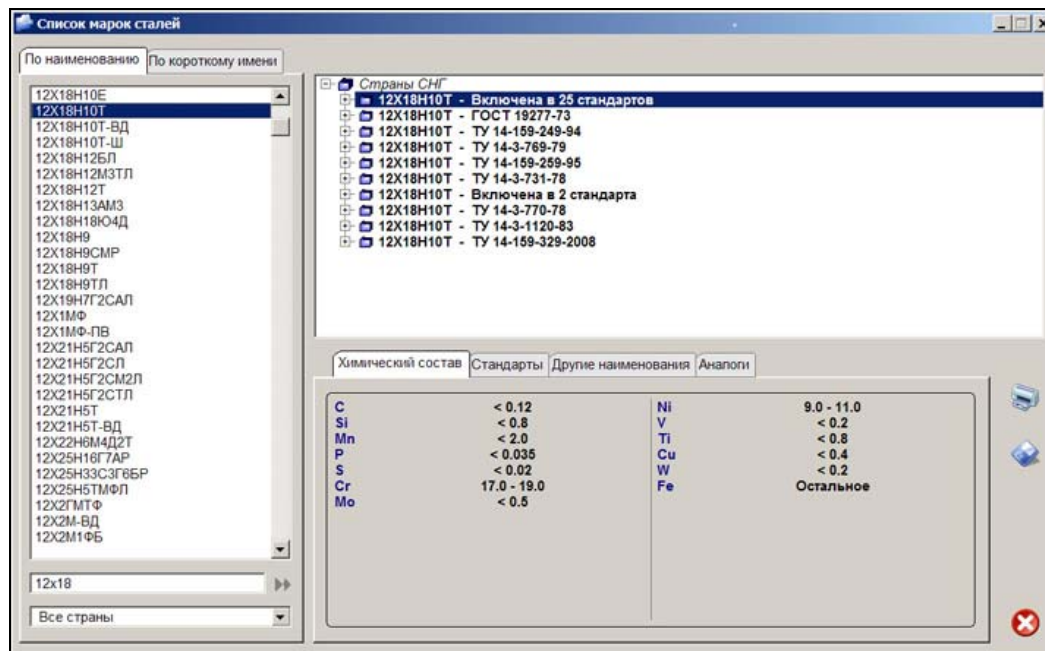 Список марок сталей
По наименованию
По короткому имени
12Х18Н10Е
12Х18Н10Т
12Х18Н10Т-ВД
12Х18Н10Т-Ш
12Х18Н12БЛ
12Х18Н12М3ТЛ
12Х18Н12Т
12Х18Н13АМ3
12Х18Н18Ю4Д
12Х18Н9
12Х18Н9СМР
12Х18Н9Т
12Х18Н9ТЛ
12Х19Н7Г2САЛ
12Х1МФ
12Х1МФ-ПВ
12Х21Н5Г2САЛ
12Х21Н5Г2СЛ
12Х21Н5Г2СМ2Л
12Х21Н5Г2СТЛ
12Х21Н5Т
12Х21Н5Т-ВД
12Х22Н6М4Д2Т
12Х25Н16Г7АР
12Х25Н33С3Г6БР
12Х25Н5ТМФЛ
12Х2ГМТФ
12Х2М-ВД
12Х2М1ФБ
12х18
Все страны
Страны СНГ
12Х18Н10Т - Включена в 25 стандартов
12Х18Н10Т - ГОСТ 19277-73
12Х18Н10Т - ТУ 14-159-249-94
12Х18Н10Т - ТУ 14-3-769-79
12Х18Н10Т - ТУ 14-159-259-95
12Х18Н10Т - ТУ 14-3-731-78
12Х18Н10Т - Включена в 2 стандарта
12Х18Н10Т - ТУ 14-3-770-78
12Х18Н10Т - ТУ 14-3-1120-83
12Х18Н10Т - ТУ 14-159-329-2008
Химический состав
Стандарты
Другие наименования
Аналоги
C < 0.12 Ni 9.0 - 11.0
Si < 0.8 V < 0.2
Mn < 2.0 Ti < 0.8
P < 0.035 Cu < 0.4
S < 0.02 W < 0.2
Cr 17.0 - 19.0 Fe Остальное
Mo < 0.5